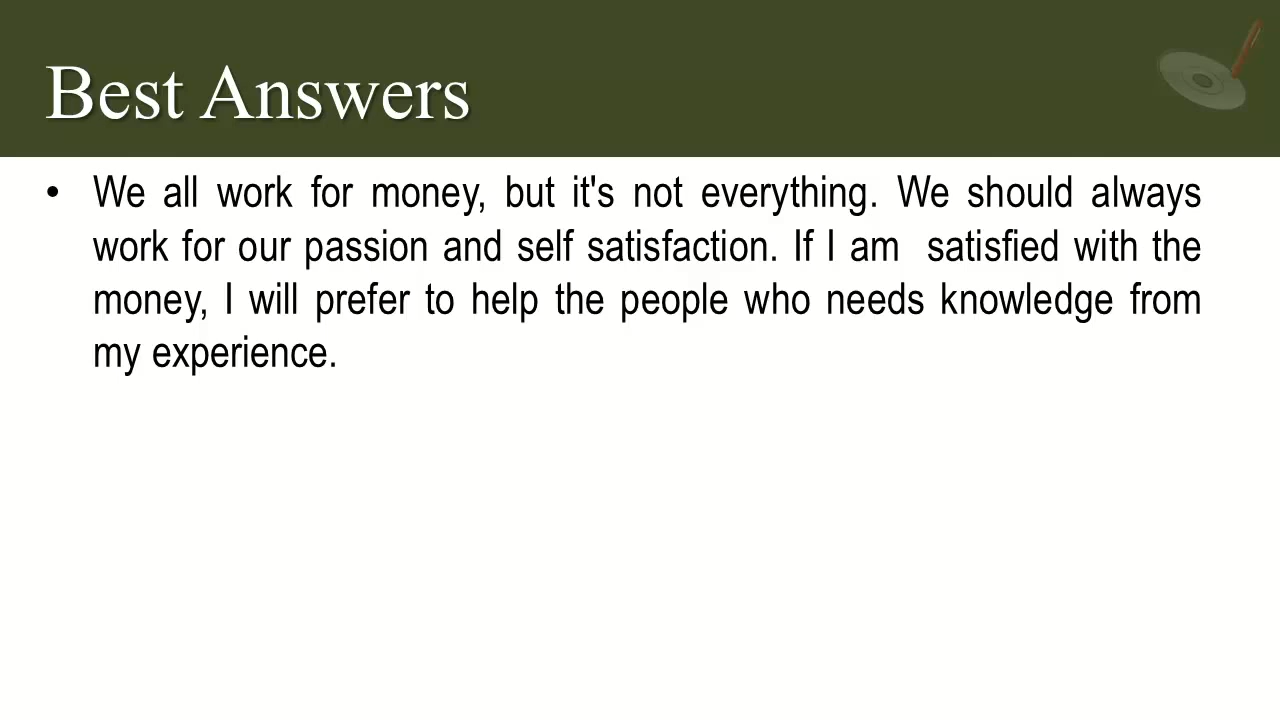 Best Answers
• We all work for money, but it's not everything. We should always
work for our passion and self satisfaction. If I am  satisfied with the
money, I will prefer to help the people who needs knowledge from
my experience.